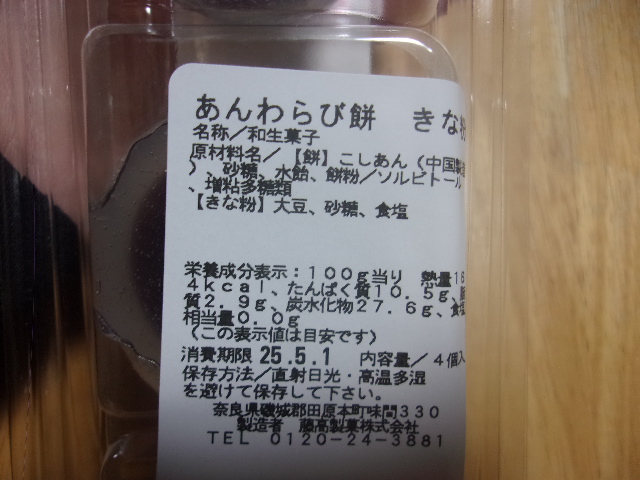 あんわらび餅 きな粉
名称/和生菓子
原材料名/【餅】こしあん(中国製造
)、砂糖、水飴、餅粉/ソルビトール
、増粘多糖類
【きな粉】大豆、砂糖、食塩
栄養成分表示:100g当り 熱量16
4kcal、たんぱく質10.5g、脂
質2.9g、炭水化物27.6g、食塩
相当量0.0g
(この表示値は目安です)
消費期限 25.5.1 内容量/4個入
保存方法/直射日光・高温多湿
を避けて保存して下さい。
奈良県磯城郡田原本町味間330
製造者 藤高製菓株式会社
TEL 0120-24-3881